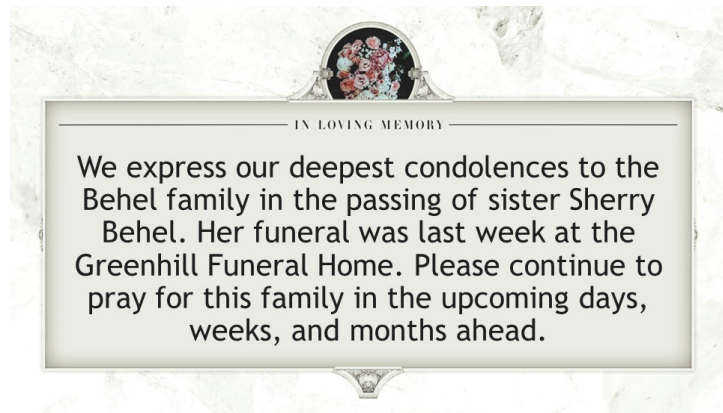 IN LOVING MEMORY
We express our deepest condolences to the
Behel family in the passing of sister Sherry
Behel. Her funeral was last week at the
Greenhill Funeral Home. Please continue to
pray for this family in the upcoming days,
weeks, and months ahead.